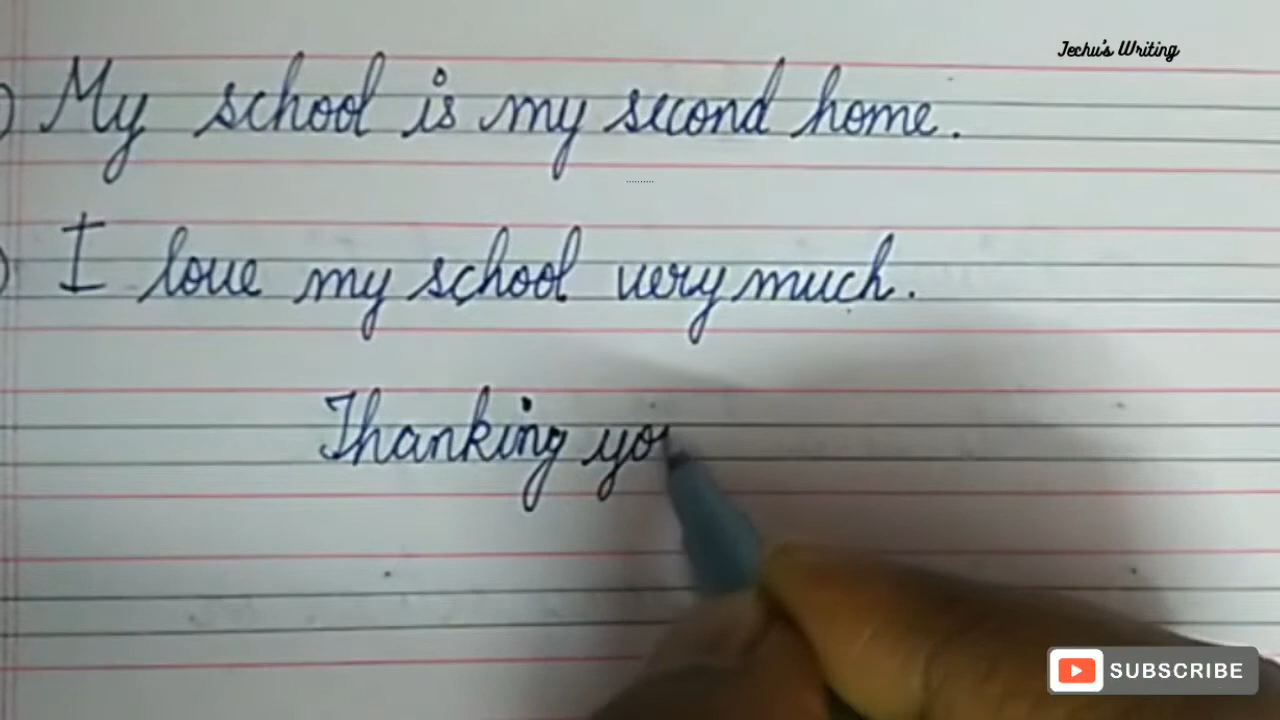 Jechu's Writing
) My school is my second home.
) I love my school very much.
Thanking yo
SUBSCRIBE